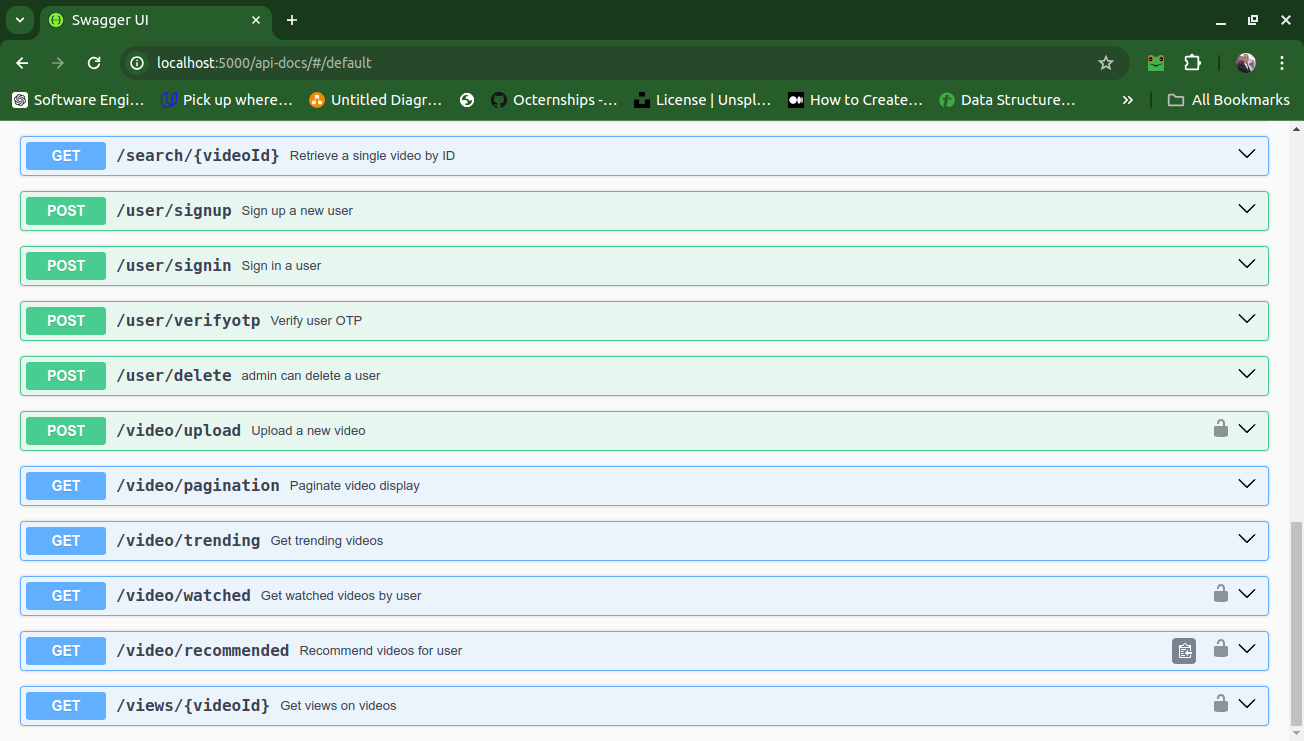 Swagger UI
localhost:5000/api-docs/#/default
Software Engi... Pick up where... Untitled Diagr... Octernships -... License | Unspl... How to Create... Data Structure... » All Bookmarks
GET /search/{videoId} Retrieve a single video by ID
POST /user/signup Sign up a new user
POST /user/signin Sign in a user
POST /user/verifyotp Verify user OTP
POST /user/delete admin can delete a user
POST /video/upload Upload a new video
GET /video/pagination Paginate video display
GET /video/trending Get trending videos
GET /video/watched Get watched videos by user
GET /video/recommended Recommend videos for user
GET /views/{videoId} Get views on videos